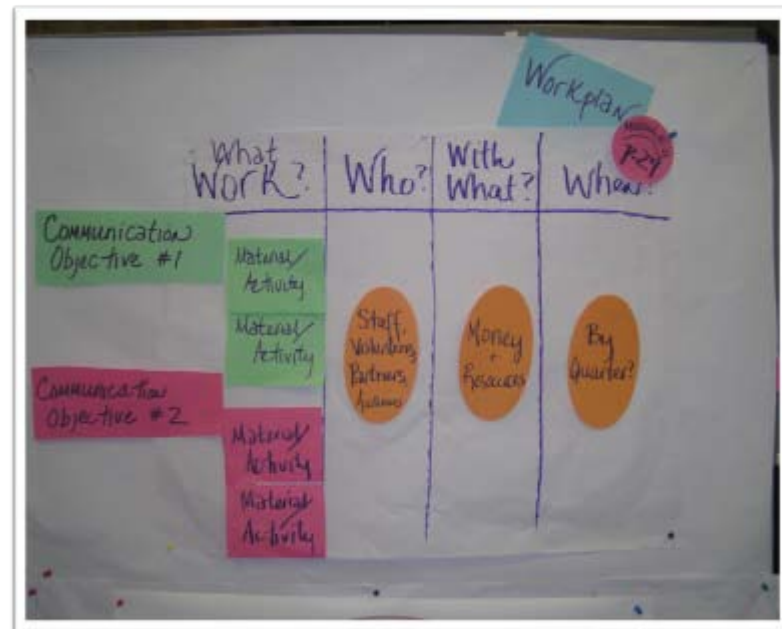 Workplan
P.24
What
Work?
Who?
With
What?
When?
Communication
Objective #1
Material/
Activity
Material/
Activity
Staff,
Volunteers,
Partners,
Money
+
Resources
By
Quarter?
Communication
Objective #2
Material/
Activity
Material/
Activity